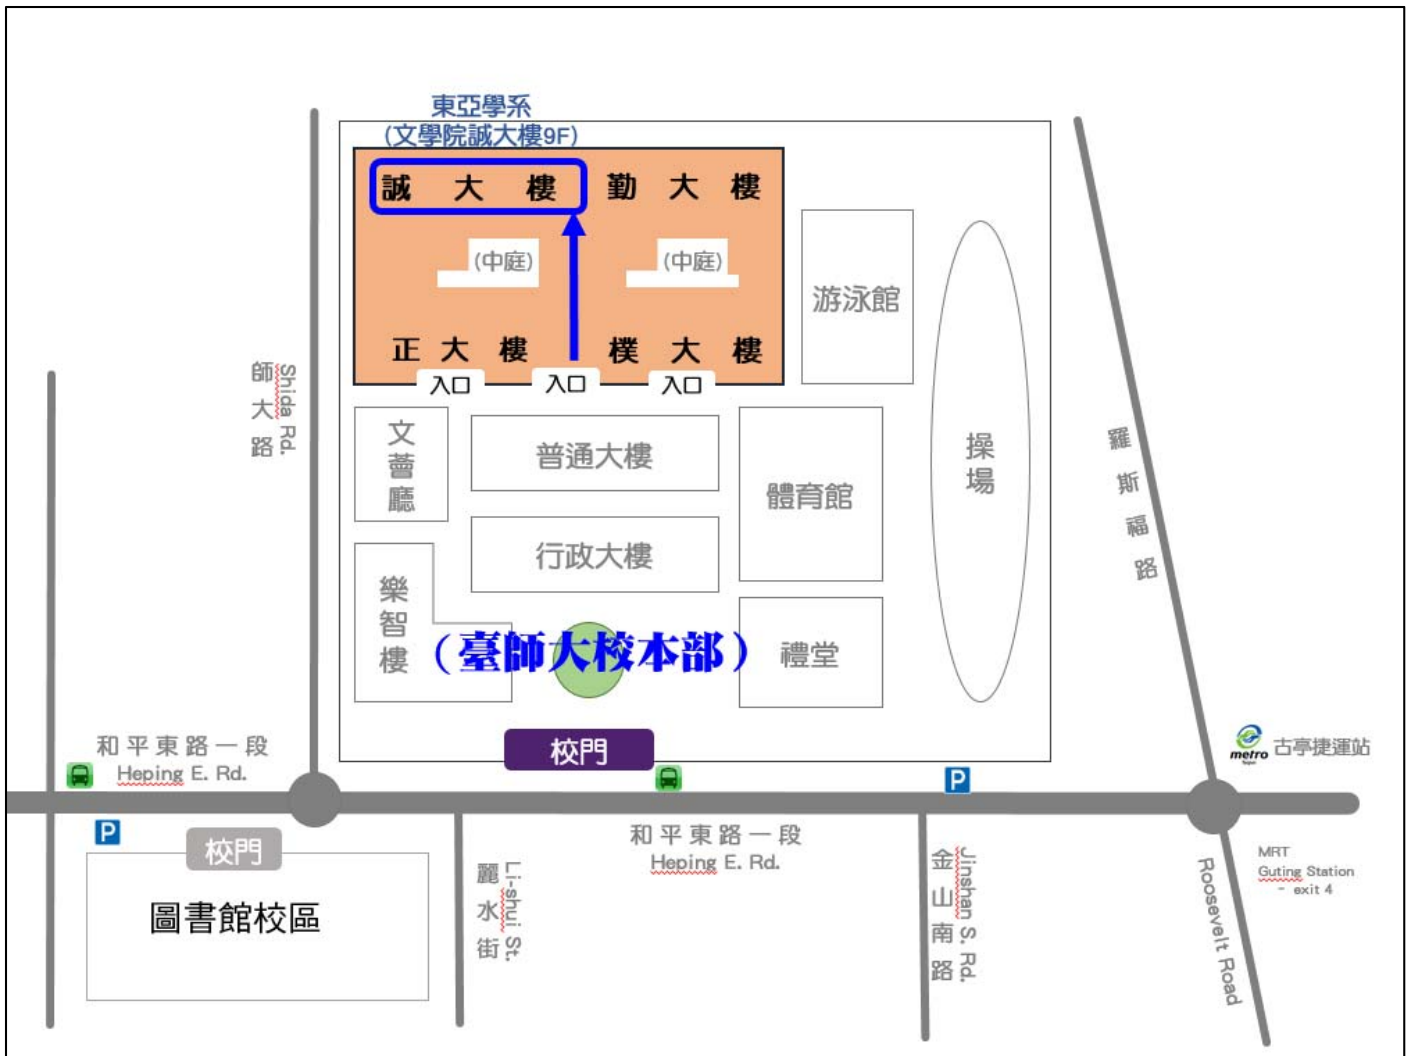 東亞學系
(文學院誠大樓9F)
誠 大 樓
勤 大 樓
(中庭)
(中庭)
正 大 樓
樸 大 樓
入口
入口
入口
游泳館
操場
文薈廳
普通大樓
體育館
行政大樓
樂智樓
(臺師大校本部)
禮堂
校門
師大路
Shida Rd.
羅斯福路
metro
Taipei
古亭捷運站
和平東路一段
Heping E. Rd.
P
P
校門
圖書館校區
和平東路一段
Heping E. Rd.
麗水街
Li-shui St.
金山南路
Jinshan S. Rd.
Roosevelt Road
MRT
Guting Station
- exit 4